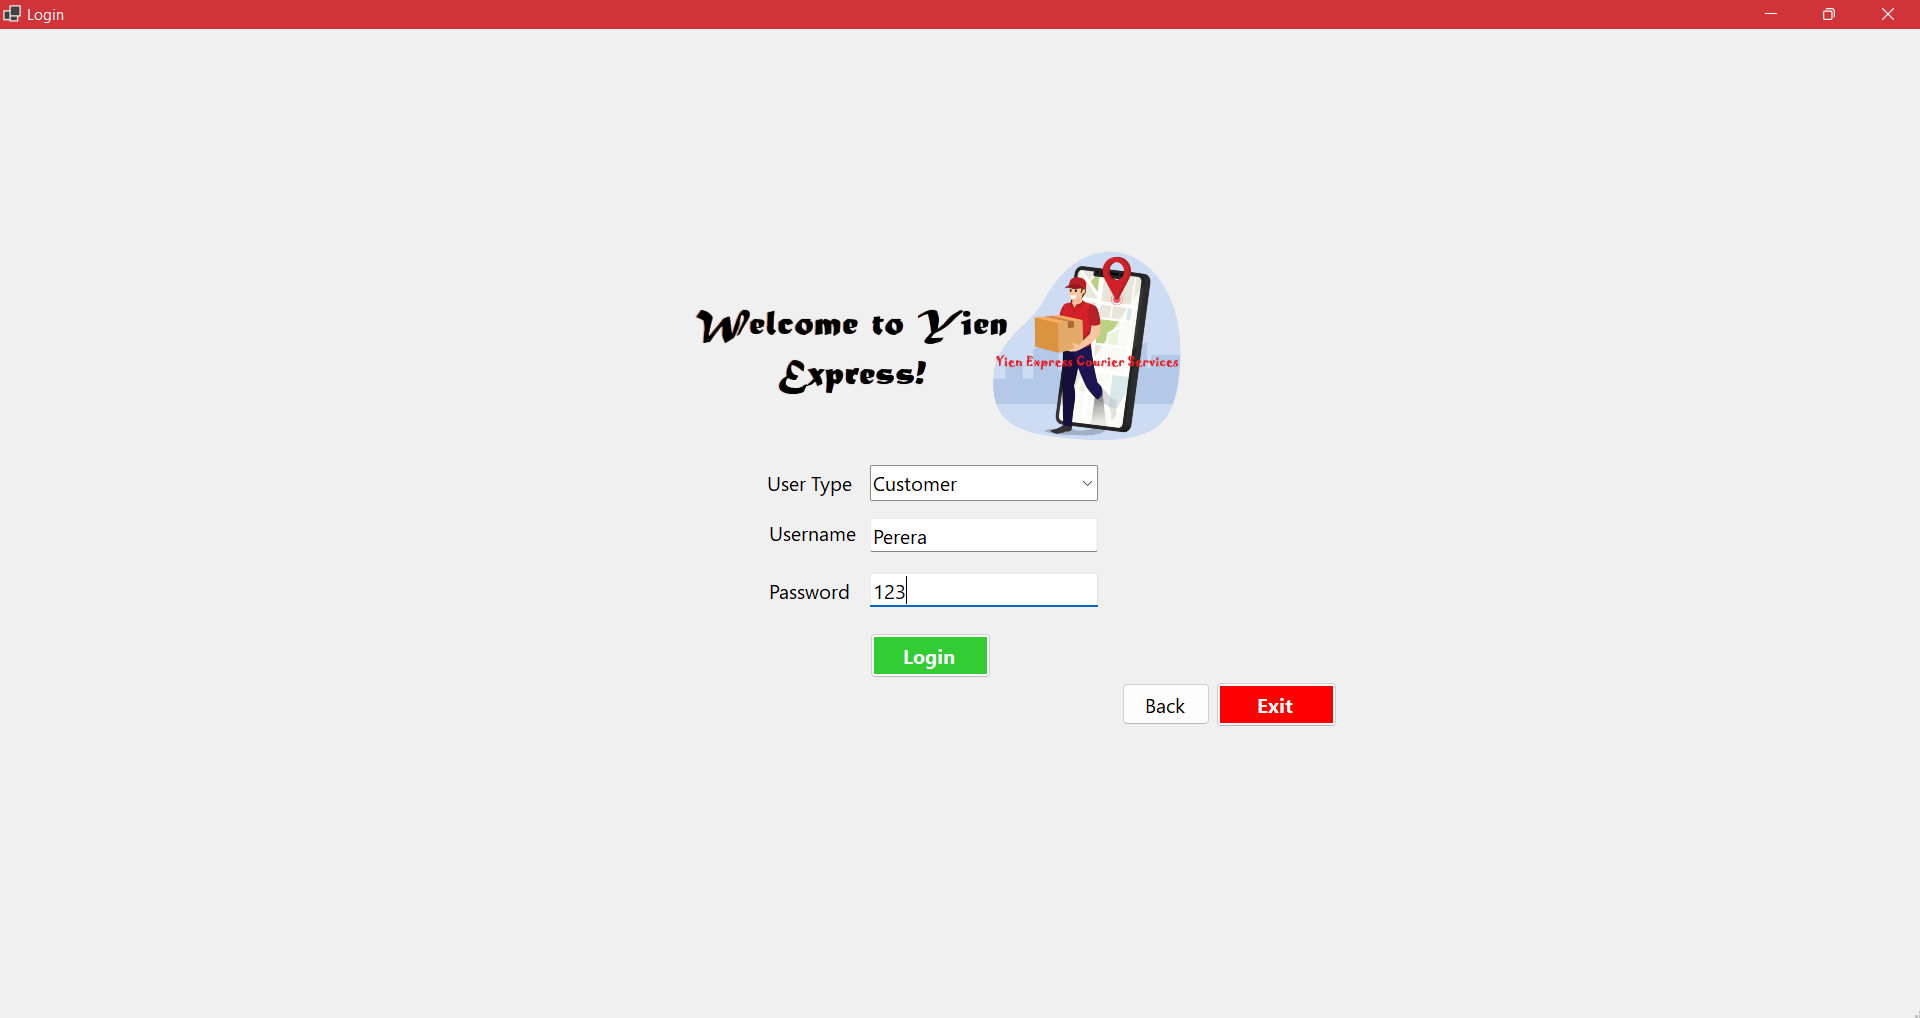 Login
Welcome to Yien
Express!
Yien Express Courier Services
User Type
Customer
Username
Perera
Password
123
Login
Back
Exit